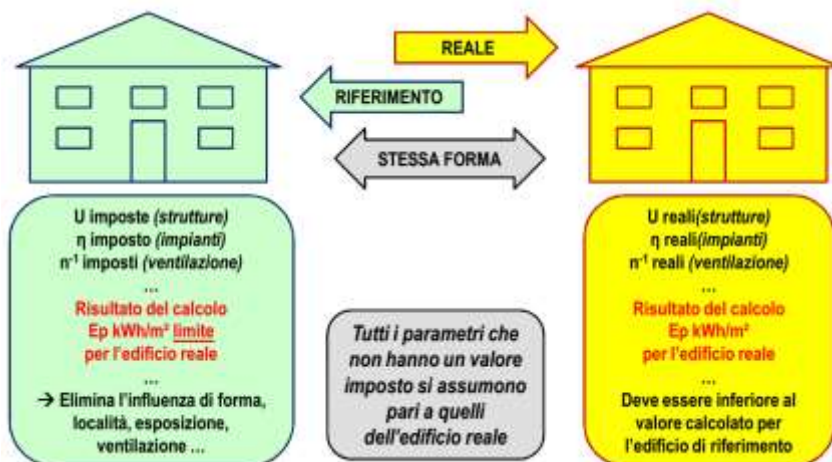 REALE
RIFERIMENTO
STESSA FORMA
U imposte (strutture)
η imposto (impianti)
n⁻¹ imposti (ventilazione)
...
Risultato del calcolo
Ep kWh/m² limite
per l'edificio reale
...
→ Elimina l'influenza di forma,
località, esposizione,
ventilazione ...
Tutti i parametri che
non hanno un valore
imposto si assumono
pari a quelli
dell'edificio reale
U reali(strutture)
η reali(impianti)
n⁻¹ reali (ventilazione)
...
Risultato del calcolo
Ep kWh/m²
per l'edificio reale
...
Deve essere inferiore al
valore calcolato per
l'edificio di riferimento